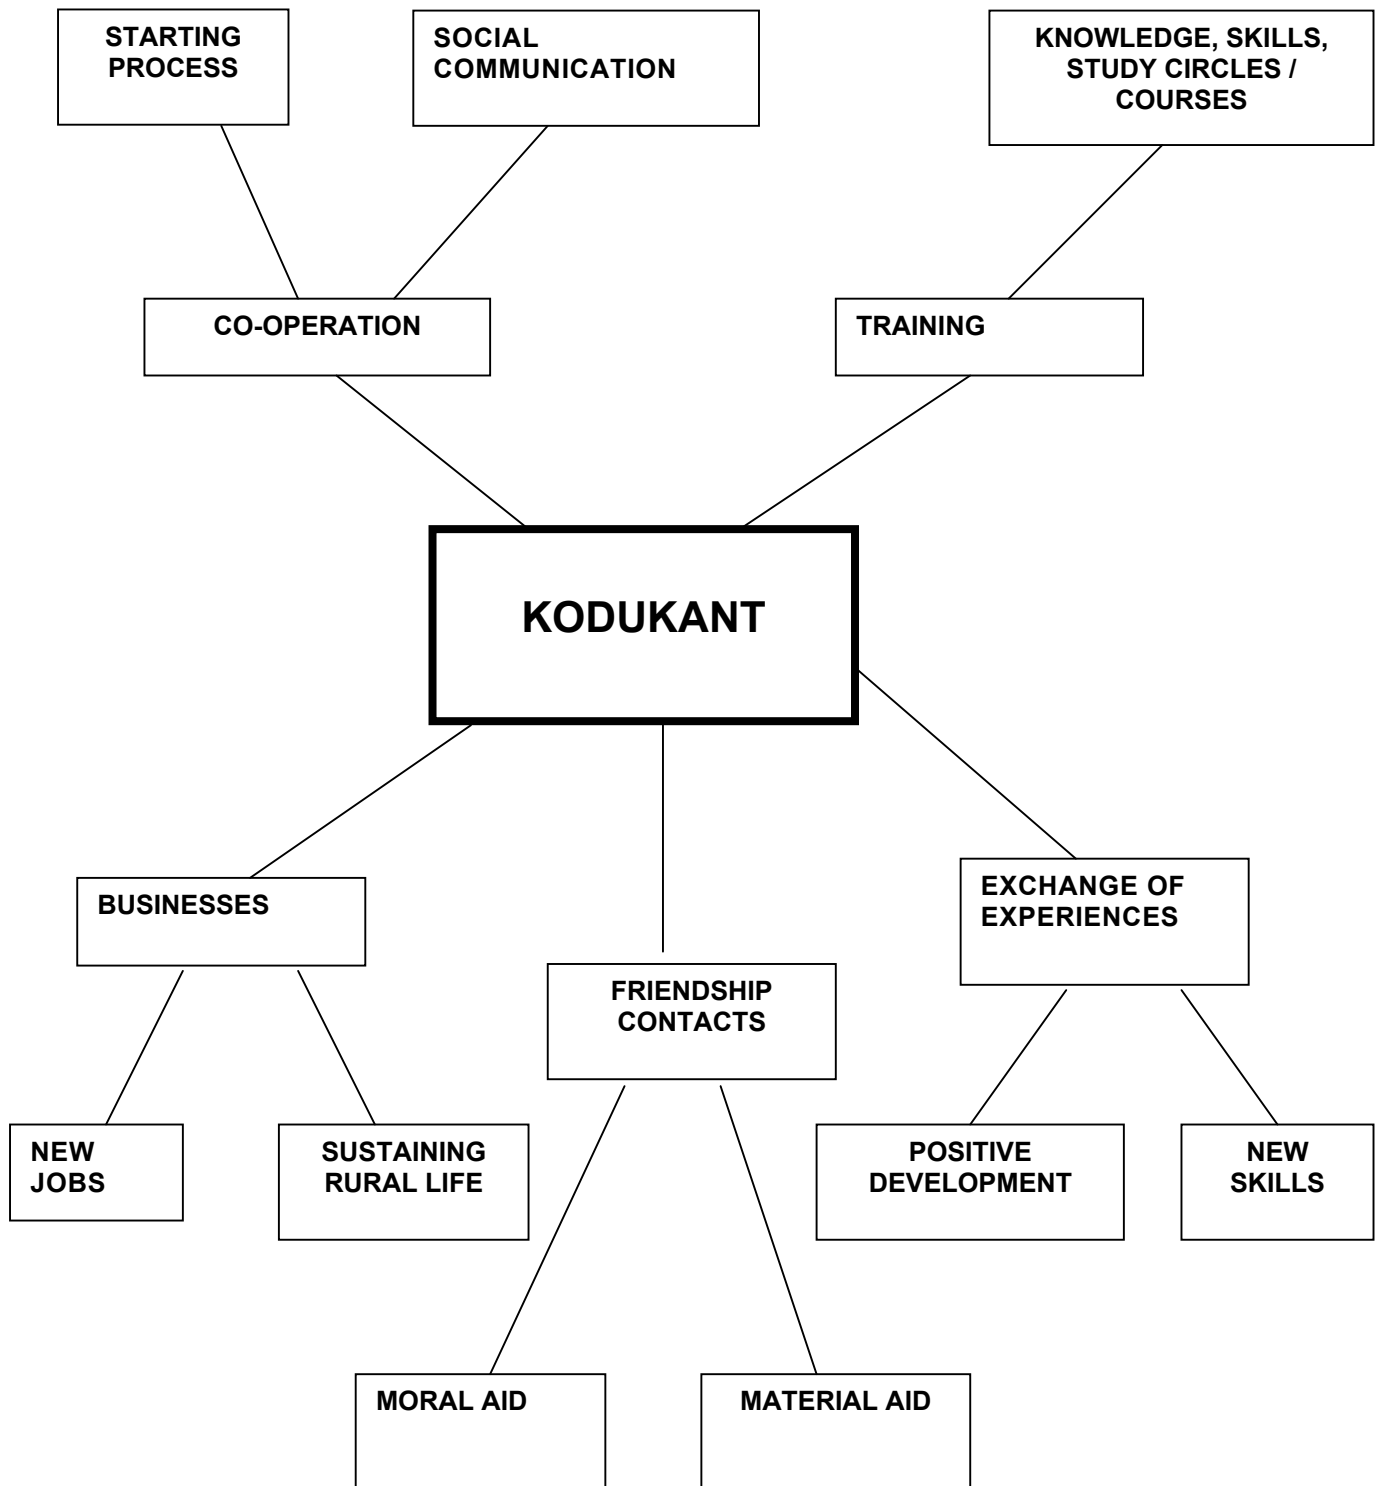 STARTING
PROCESS
SOCIAL
COMMUNICATION
KNOWLEDGE, SKILLS,
STUDY CIRCLES /
COURSES
CO-OPERATION
TRAINING
KODUKANT
BUSINESSES
FRIENDSHIP
CONTACTS
EXCHANGE OF
EXPERIENCES
NEW
JOBS
SUSTAINING
RURAL LIFE
POSITIVE
DEVELOPMENT
NEW
SKILLS
MORAL AID
MATERIAL AID